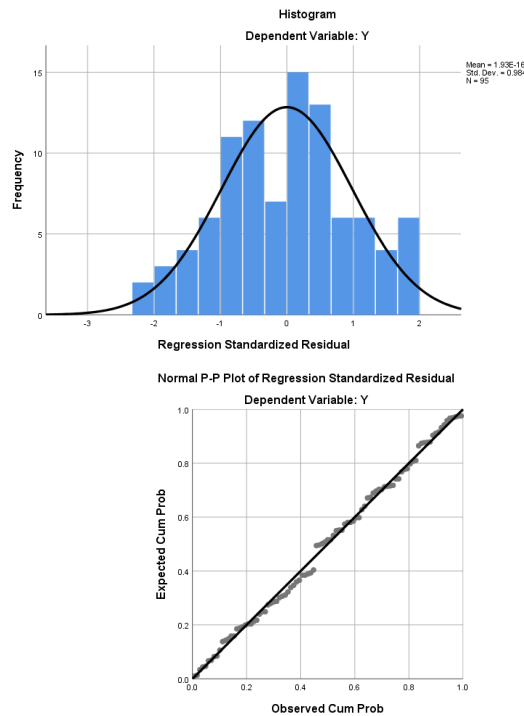 Histogram
Dependent Variable: Y
Mean = 1.93E-16
Std. Dev. = 0.984
N = 95
15
10
5
0
Frequency
-3 -2 -1 0 1 2
Regression Standardized Residual
Normal P-P Plot of Regression Standardized Residual
Dependent Variable: Y
1.0
0.8
0.6
0.4
0.2
0.0
Expected Cum Prob
0.0 0.2 0.4 0.6 0.8 1.0
Observed Cum Prob